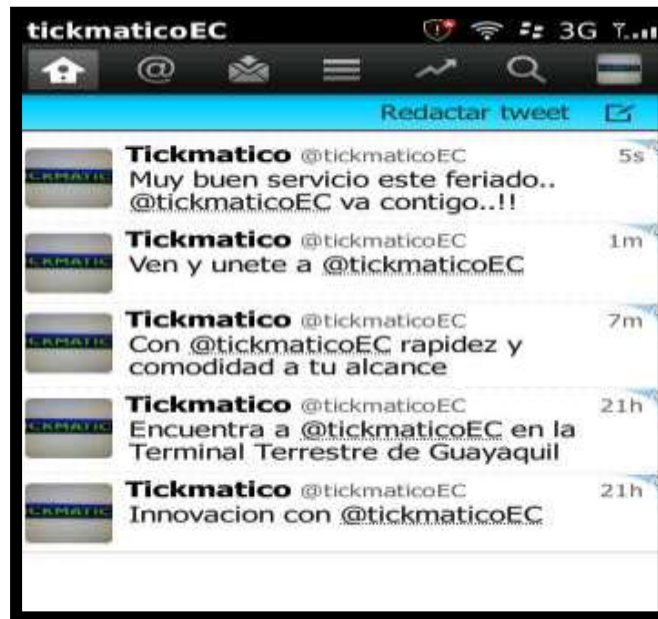 tickmaticoEC
3G
Redactar tweet
Tickmatico @tickmaticoEC 5s
Muy buen servicio este feriado..
@tickmaticoEC va contigo..!!
Tickmatico @tickmaticoEC 1m
Ven y unete a @tickmaticoEC
Tickmatico @tickmaticoEC 7m
Con @tickmaticoEC rapidez y
comodidad a tu alcance
Tickmatico @tickmaticoEC 21h
Encuentra a @tickmaticoEC en la
Terminal Terrestre de Guayaquil
Tickmatico @tickmaticoEC 21h
Innovacion con @tickmaticoEC